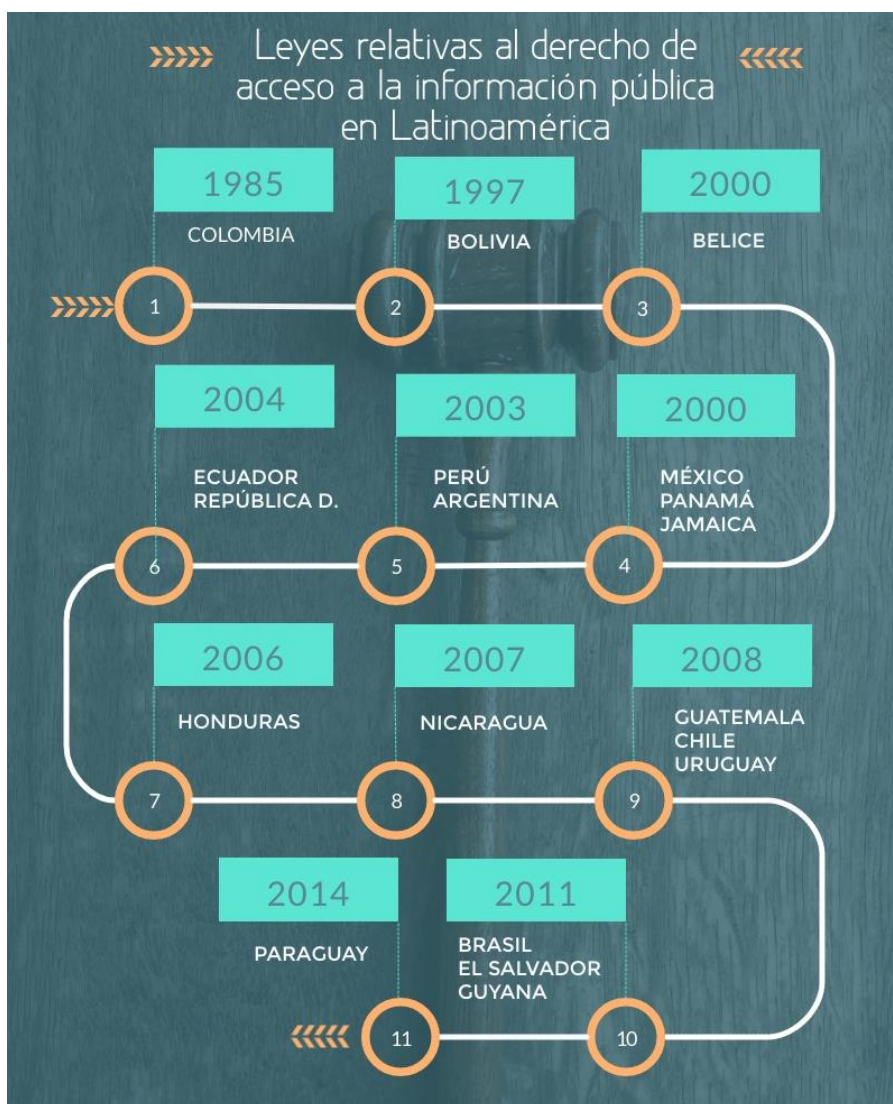 Leyes relativas al derecho de
acceso a la información pública
en Latinoamérica
1985
COLOMBIA
1
1997
BOLIVIA
2
2000
BELICE
3
2000
MÉXICO
PANAMÁ
JAMAICA
4
2003
PERÚ
ARGENTINA
5
2004
ECUADOR
REPÚBLICA D.
6
2006
HONDURAS
7
2007
NICARAGUA
8
2008
GUATEMALA
CHILE
URUGUAY
9
2011
BRASIL
EL SALVADOR
GUYANA
10
2014
PARAGUAY
11